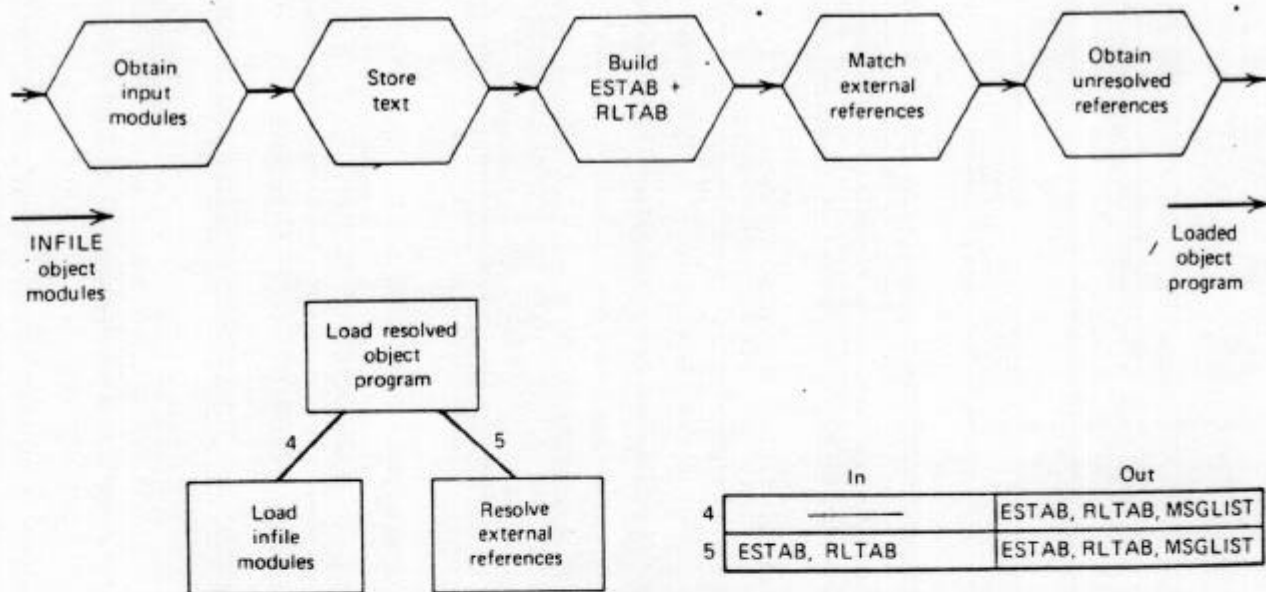 Obtain
input
modules
Store
text
Build
ESTAB +
RLTAB
Match
external
references
Obtain
unresolved
references
INFILE
object
modules
Loaded
object
program
Load resolved
object
program
4
5
Load
infile
modules
Resolve
external
references
In Out
4 ESTAB, RLTAB, MSGLIST
5 ESTAB, RLTAB ESTAB, RLTAB, MSGLIST